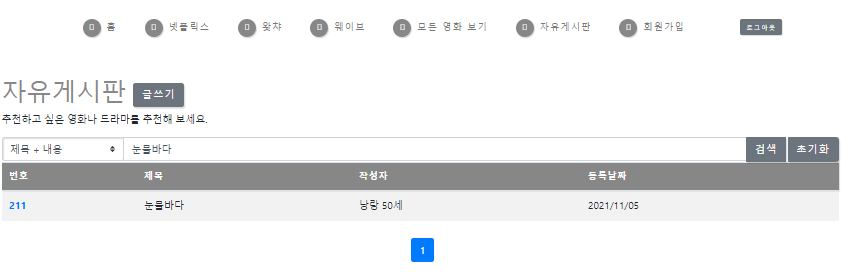 홈 넷플릭스 왓챠 웨이브 모든 영화 보기 자유게시판 회원가입 로그아웃
자유게시판 글쓰기
추천하고 싶은 영화나 드라마를 추천해 보세요.
제목 + 내용 눈물바다 검색 초기화
번호 제목 작성자 등록날짜
211 눈물바다 낭랑 50세 2021/11/05
1